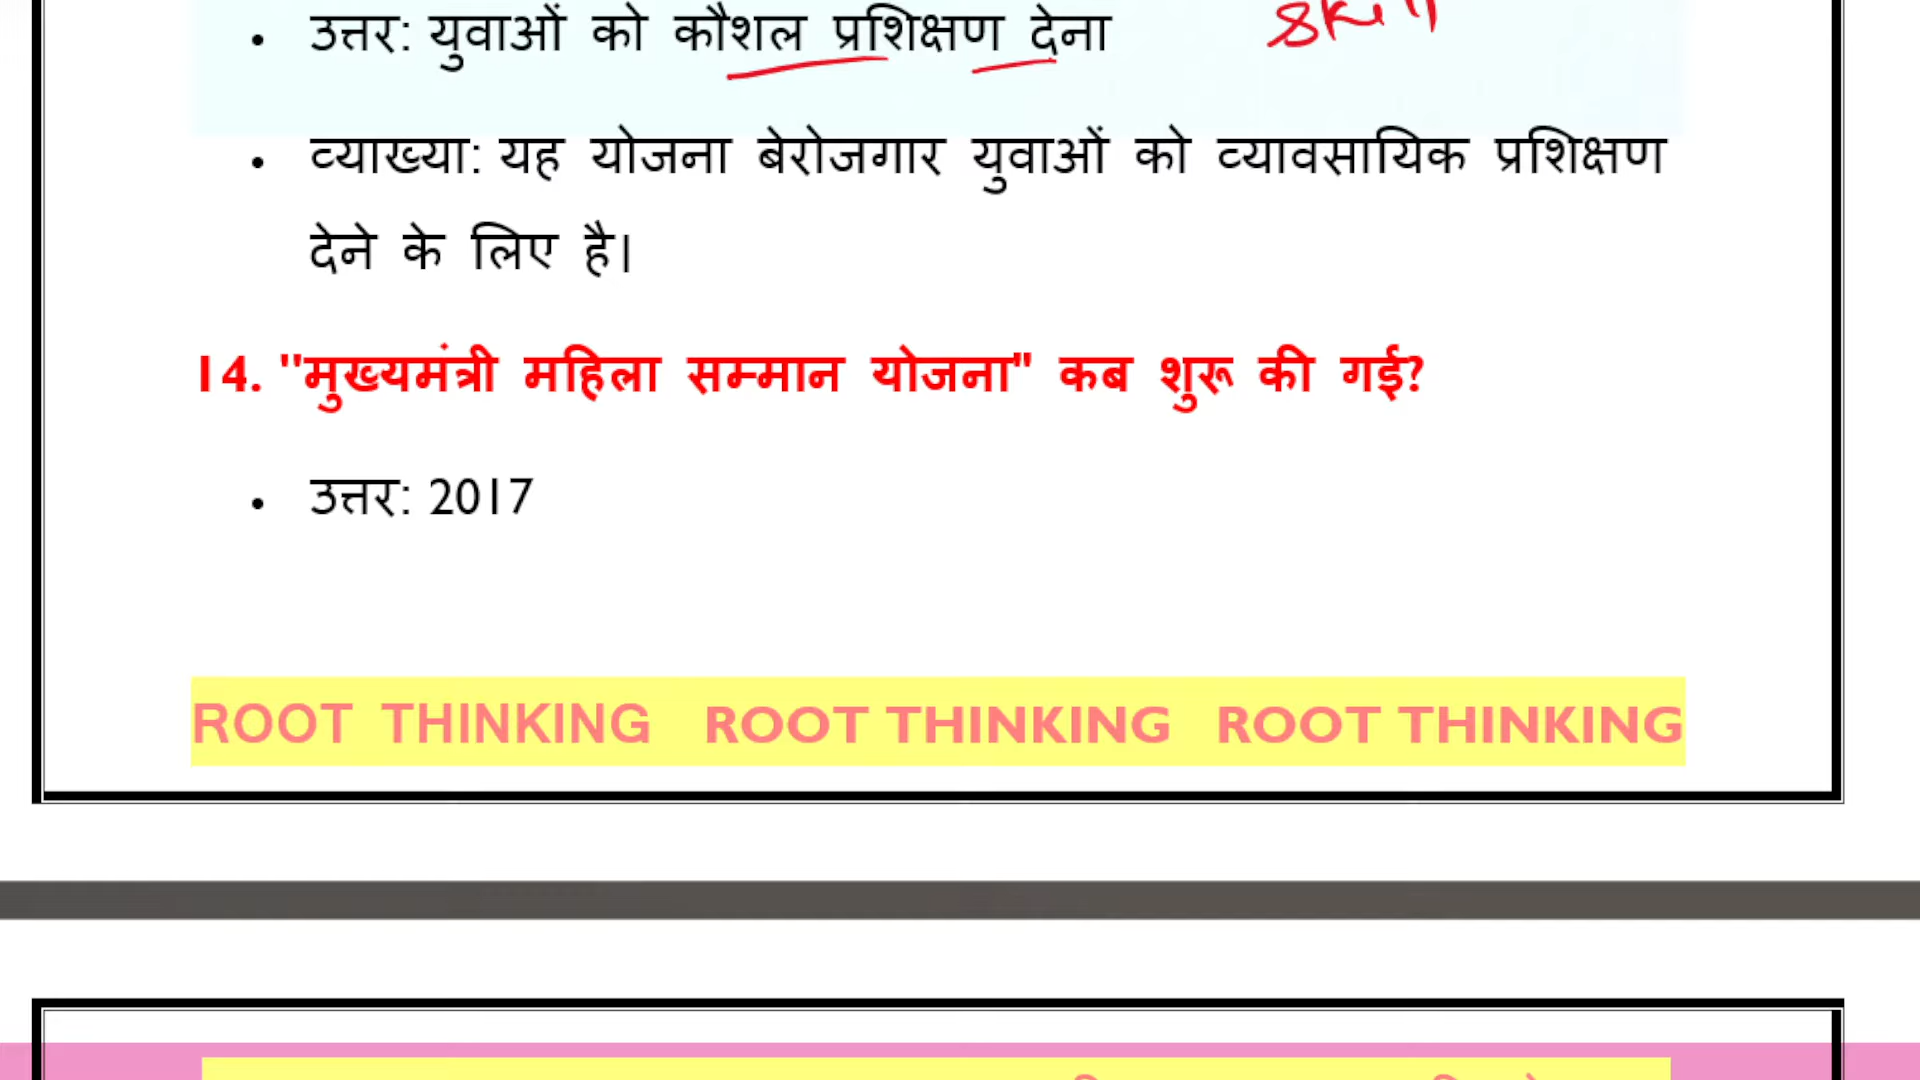 • उत्तर: युवाओं को कौशल प्रशिक्षण देना
skill
• व्याख्या: यह योजना बेरोजगार युवाओं को व्यावसायिक प्रशिक्षण
देने के लिए है।
14. "मुख्यमंत्री महिला सम्मान योजना" कब शुरू की गई?
• उत्तर: 2017
ROOT THINKING ROOT THINKING ROOT THINKING